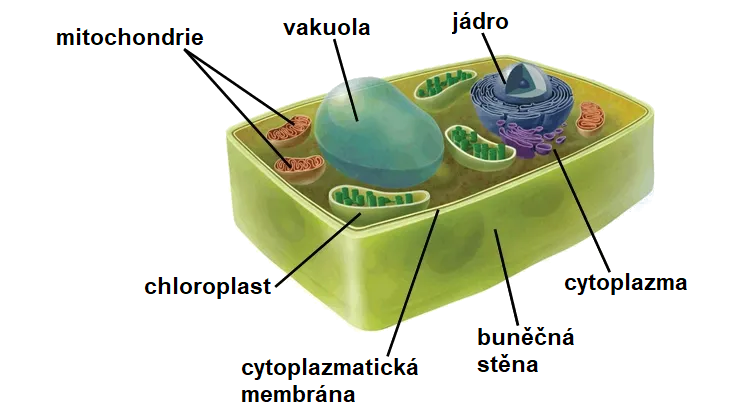 mitochondrie
vakuola
jádro
chloroplast
cytoplazma
buněčná
stěna
cytoplazmatická
membrána